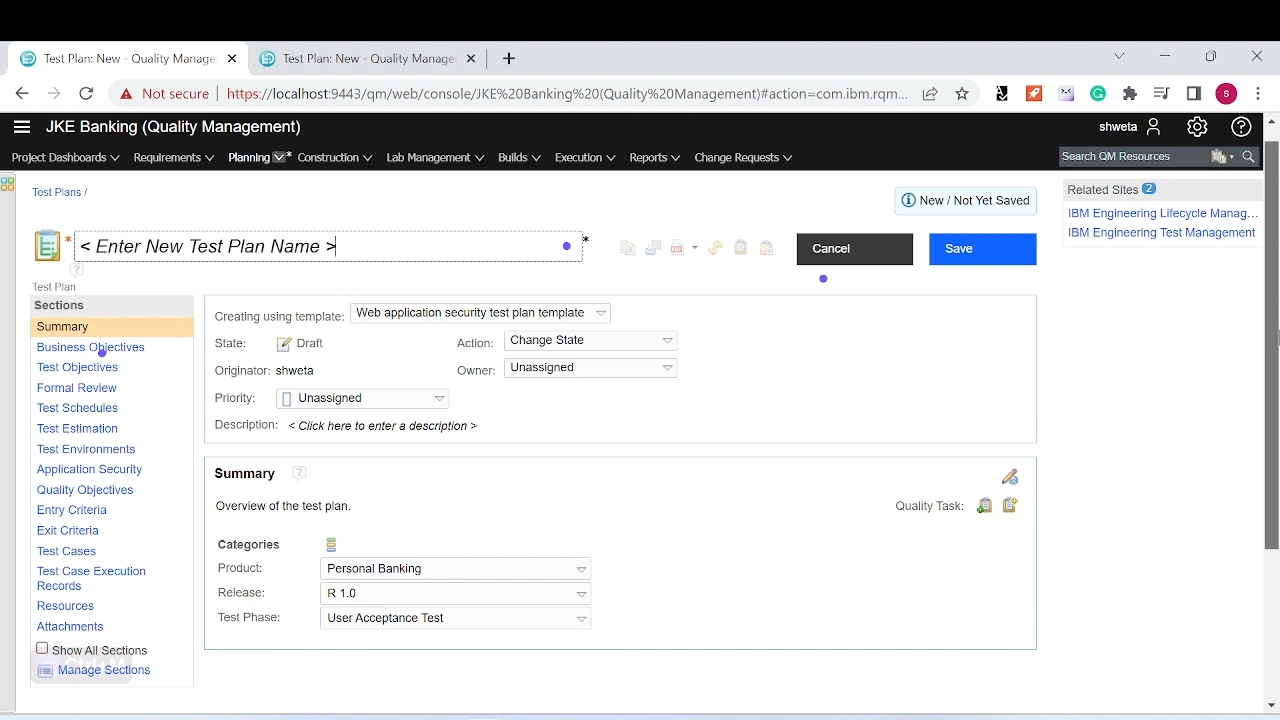 Test Plan: New - Quality Manage
Test Plan: New - Quality Manage
Not secure
https://localhost:9443/qm/web/console/JKE%20Banking%20(Quality%20Management)#action=com.ibm.rqm...
S
JKE Banking (Quality Management)
shweta
Project Dashboards
Requirements
Planning
*
Construction
Lab Management
Builds
Execution
Reports
Change Requests
Search QM Resources
Test Plans /
New / Not Yet Saved
Related Sites 2
IBM Engineering Lifecycle Manag...
IBM Engineering Test Management
* < Enter New Test Plan Name > *
Cancel
Save
?
Test Plan
Sections
Summary
Business Objectives
Test Objectives
Formal Review
Test Schedules
Test Estimation
Test Environments
Application Security
Quality Objectives
Entry Criteria
Exit Criteria
Test Cases
Test Case Execution
Records
Resources
Attachments
Show All Sections
Manage Sections
Creating using template: Web application security test plan template
State: Draft
Action: Change State
Originator: shweta
Owner: Unassigned
Priority: Unassigned
Description: < Click here to enter a description >
Summary ?
Overview of the test plan.
Quality Task:
Categories
Product: Personal Banking
Release: R 1.0
Test Phase: User Acceptance Test